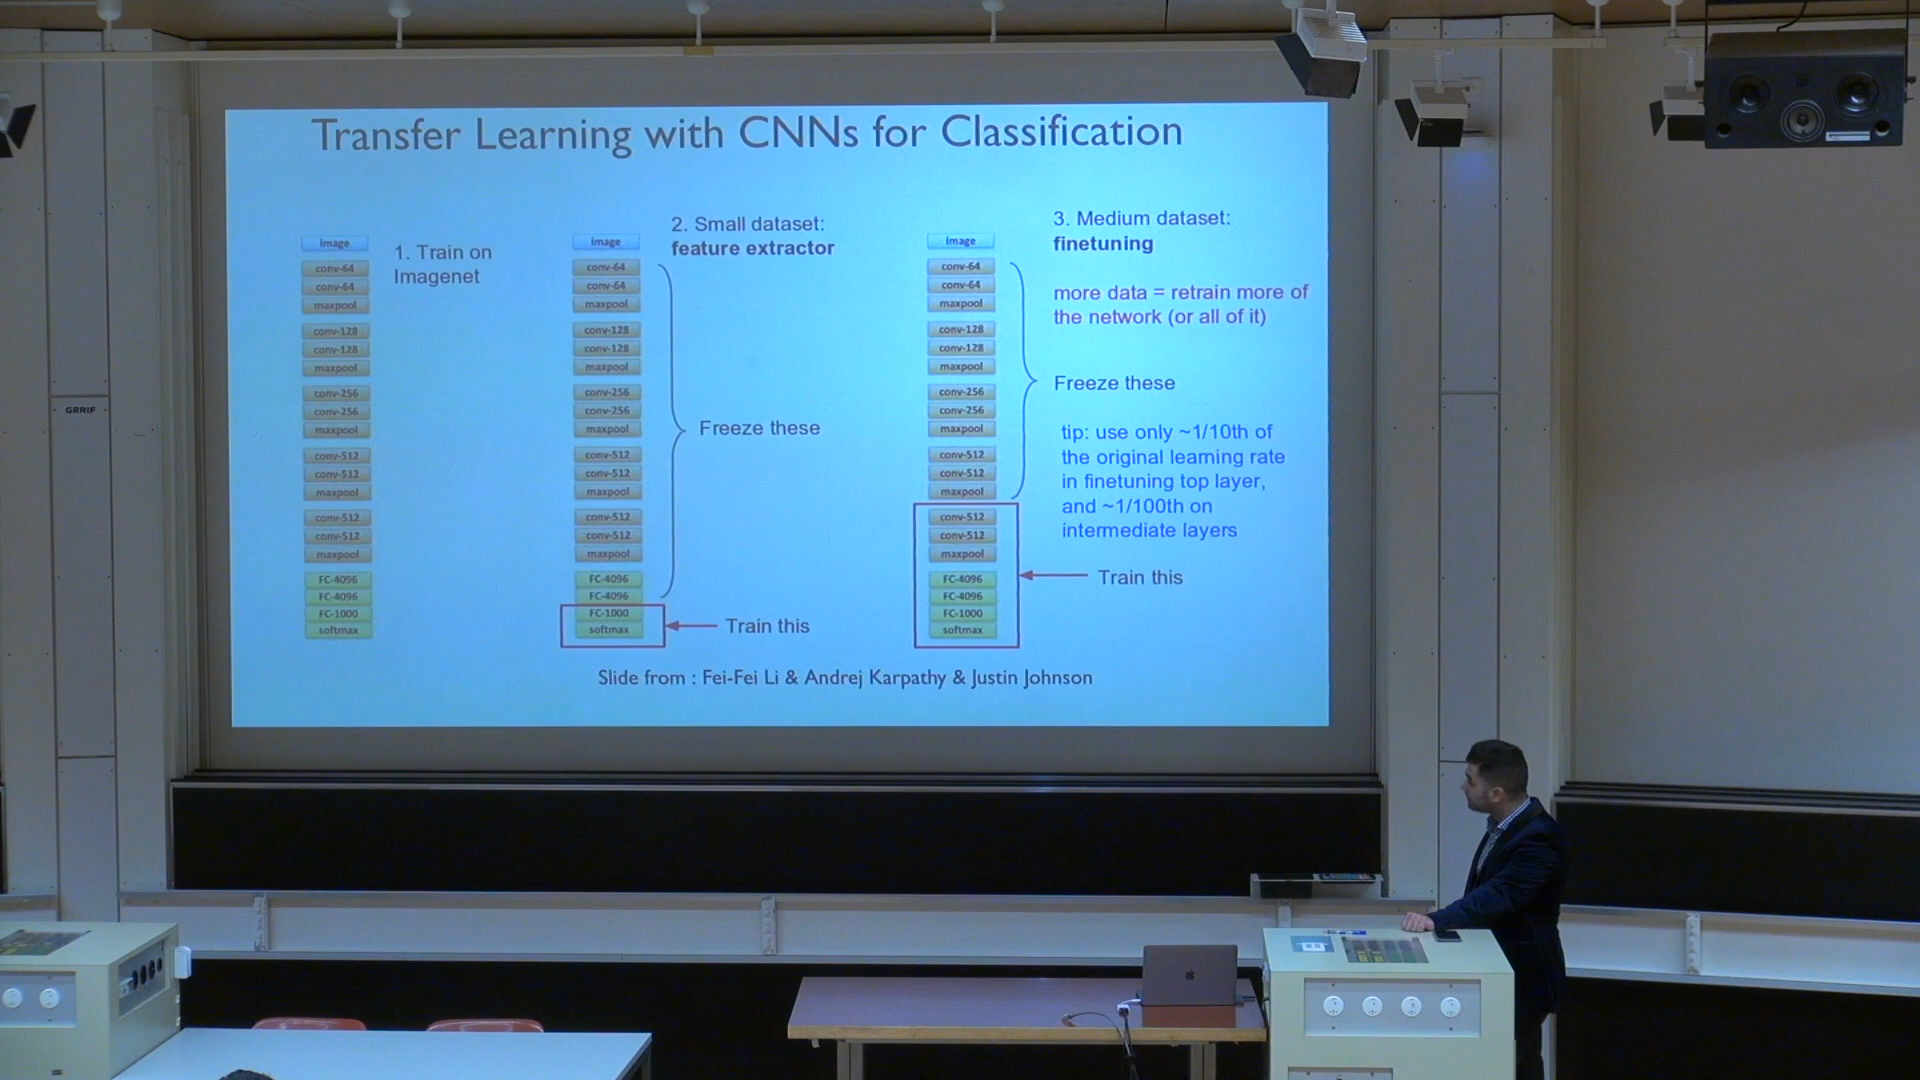 Transfer Learning with CNNs for Classification
1. Train on
Imagenet
image
conv-64
conv-64
maxpool
conv-128
conv-128
maxpool
conv-256
conv-256
maxpool
conv-512
conv-512
maxpool
conv-512
conv-512
maxpool
FC-4096
FC-4096
FC-1000
softmax
2. Small dataset:
feature extractor
image
conv-64
conv-64
maxpool
conv-128
conv-128
maxpool
conv-256
conv-256
maxpool
conv-512
conv-512
maxpool
conv-512
conv-512
maxpool
FC-4096
FC-4096
FC-1000
softmax
Freeze these
Train this
3. Medium dataset:
finetuning
image
conv-64
conv-64
maxpool
conv-128
conv-128
maxpool
conv-256
conv-256
maxpool
conv-512
conv-512
maxpool
conv-512
conv-512
maxpool
FC-4096
FC-4096
FC-1000
softmax
more data = retrain more of
the network (or all of it)
Freeze these
tip: use only ~1/10th of
the original learning rate
in finetuning top layer,
and ~1/100th on
intermediate layers
Train this
Slide from : Fei-Fei Li & Andrej Karpathy & Justin Johnson
GRRIF